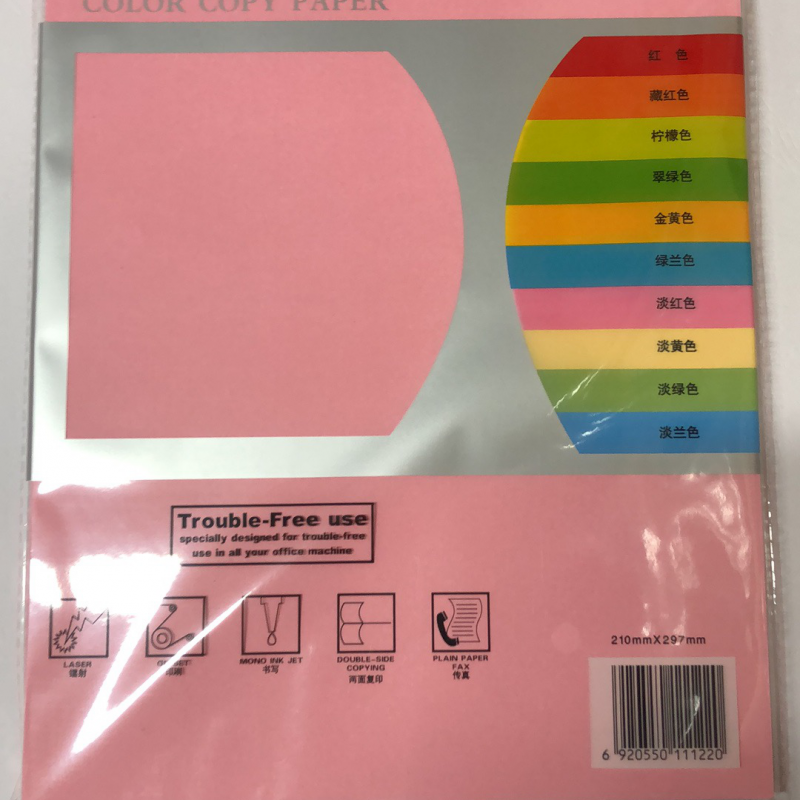 COLOR COPY PAPER
红 色
藏红色
柠檬色
翠绿色
金黄色
绿兰色
淡红色
淡黄色
淡绿色
淡兰色
Trouble-Free use
specially designed for trouble-free
use in all your office machine
LASER
镭射
OFFSET
印刷
MONO INK JET
书写
DOUBLE-SIDE
COPYING
两面复印
PLAIN PAPER
FAX
传真
210mmX297mm
6 920550 111220